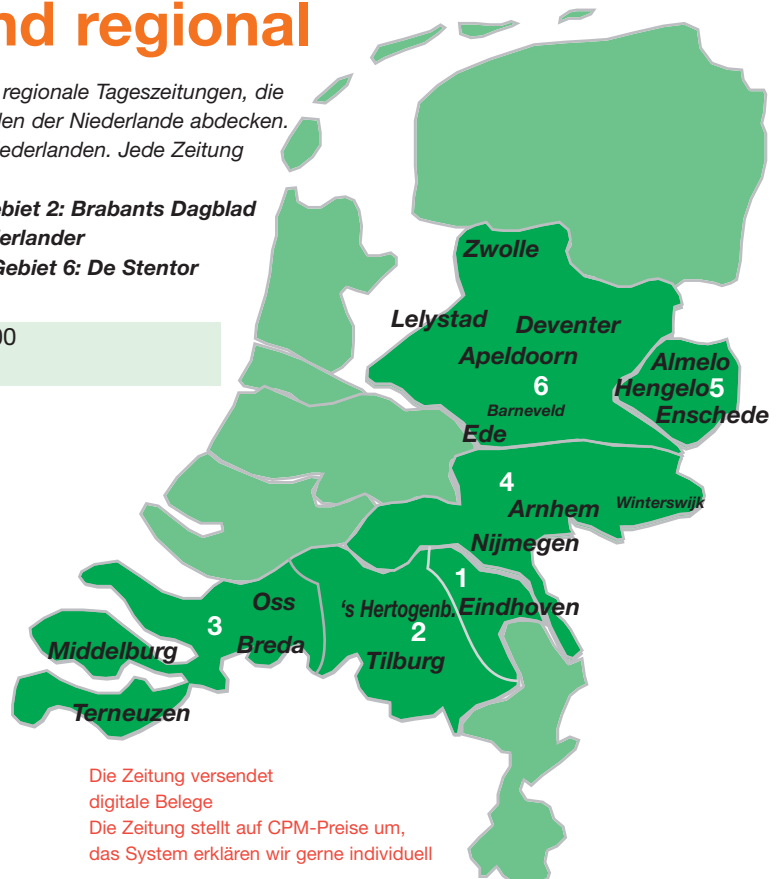 nd regional
regionale Tageszeitungen, die
len der Niederlande abdecken.
iederlanden. Jede Zeitung
ebiet 2: Brabants Dagblad
lerlander
Gebiet 6: De Stentor
00
Zwolle
Lelystad
Deventer
Apeldoorn
Almelo
6
Hengelo
5
Barneveld
Enschede
Ede
4
Arnhem
Winterswijk
Nijmegen
1
Oss
's Hertogenb.
Eindhoven
3
2
Middelburg
Breda
Tilburg
Terneuzen
Die Zeitung versendet
digitale Belege
Die Zeitung stellt auf CPM-Preise um,
das System erklären wir gerne individuell